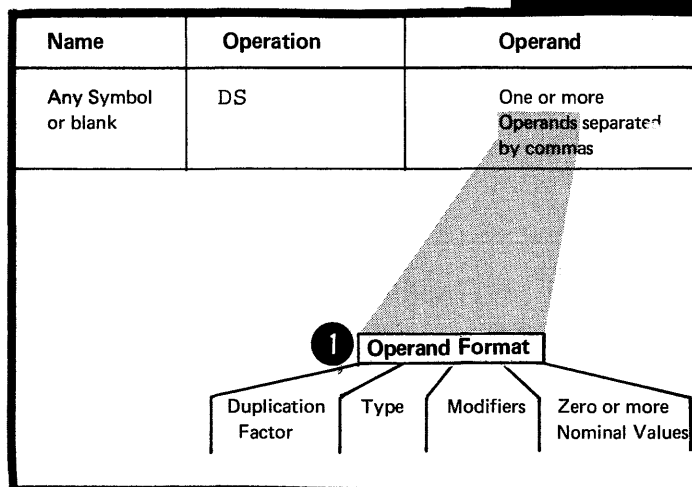 Name Operation Operand
Any Symbol DS One or more
or blank Operands separated
by commas
1 Operand Format
Duplication Type Modifiers Zero or more
Factor Nominal Values